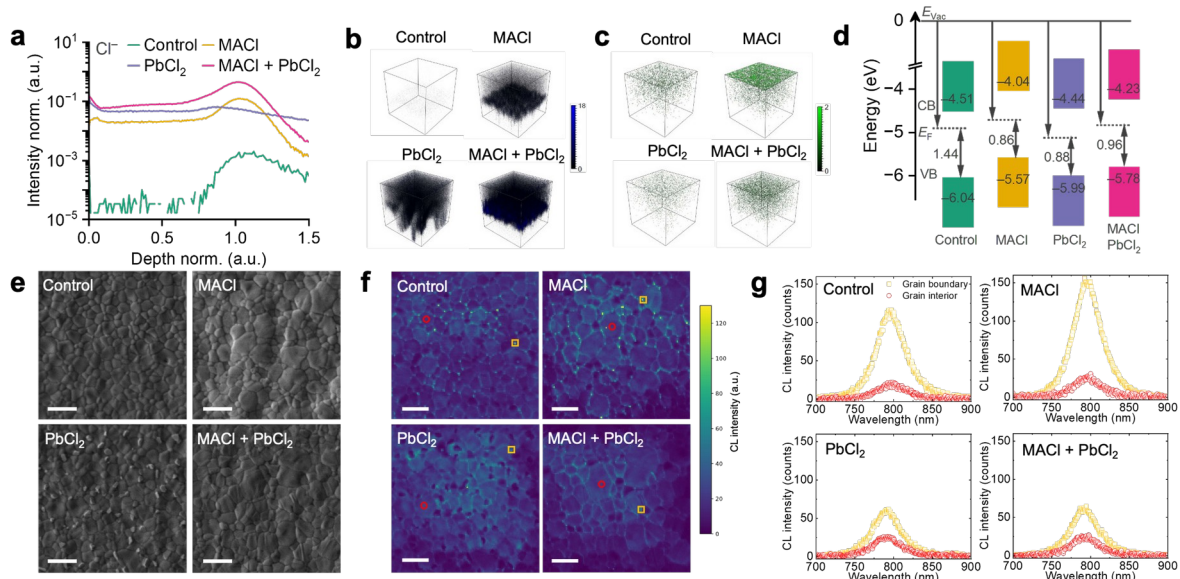 a
Cl⁻
Control
MACl
PbCl₂
MACl + PbCl₂
Intensity norm. (a.u.)
10¹
10⁰
10⁻¹
10⁻²
10⁻³
10⁻⁴
10⁻⁵
0.0
0.5
1.0
1.5
Depth norm. (a.u.)
b
Control
MACl
PbCl₂
MACl + PbCl₂
18
0
c
Control
MACl
PbCl₂
MACl + PbCl₂
2
0
d
0
E_Vac
Energy (eV)
−4
−5
−6
CB
E_F
VB
−4.51
−4.04
−4.44
−4.23
1.44
0.86
0.88
0.96
−6.04
−5.57
−5.99
−5.78
Control
MACl
PbCl₂
MACl
PbCl₂
e
Control
MACl
PbCl₂
MACl + PbCl₂
f
Control
MACl
PbCl₂
MACl + PbCl₂
CL intensity (a.u.)
120
100
80
60
40
20
0
g
Control
Grain boundary
Grain interior
CL intensity (counts)
150
100
50
0
700 750 800 850 900
Wavelength (nm)
MACl
CL intensity (counts)
150
100
50
0
700 750 800 850 900
Wavelength (nm)
PbCl₂
CL intensity (counts)
150
100
50
0
700 750 800 850 900
Wavelength (nm)
MACl + PbCl₂
CL intensity (counts)
150
100
50
0
700 750 800 850 900
Wavelength (nm)